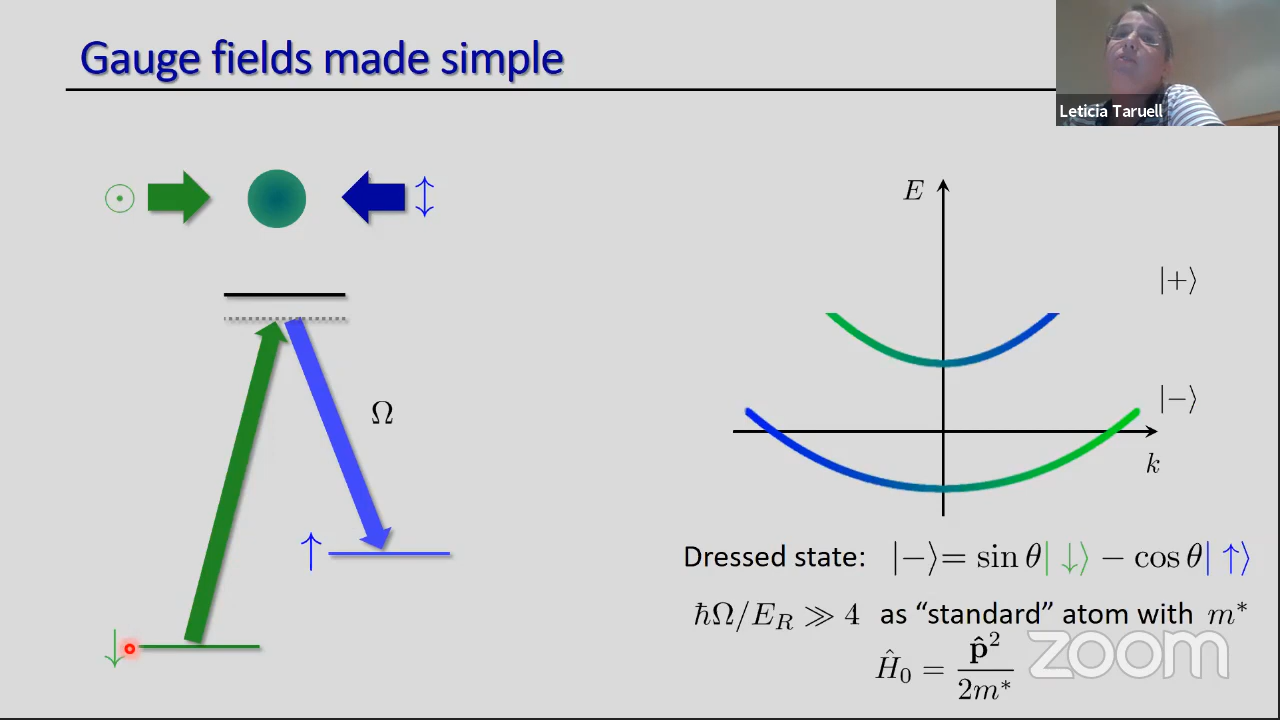 Gauge fields made simple
Leticia Taruell
E
|+⟩
|−⟩
k
Ω
↑
↓
Dressed state: |−⟩= sin θ| ↓⟩ − cos θ| ↑⟩
ħΩ/E_R ≫ 4 as “standard” atom with m*
Ĥ₀ = p̂²/2m*
zoom